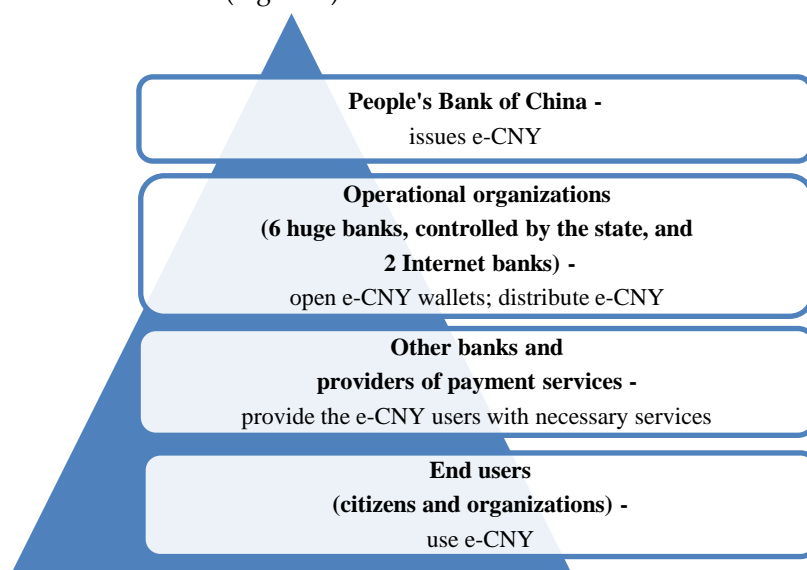 People's Bank of China -
issues e-CNY
Operational organizations
(6 huge banks, controlled by the state, and
2 Internet banks) -
open e-CNY wallets; distribute e-CNY
Other banks and
providers of payment services -
provide the e-CNY users with necessary services
End users
(citizens and organizations) -
use e-CNY